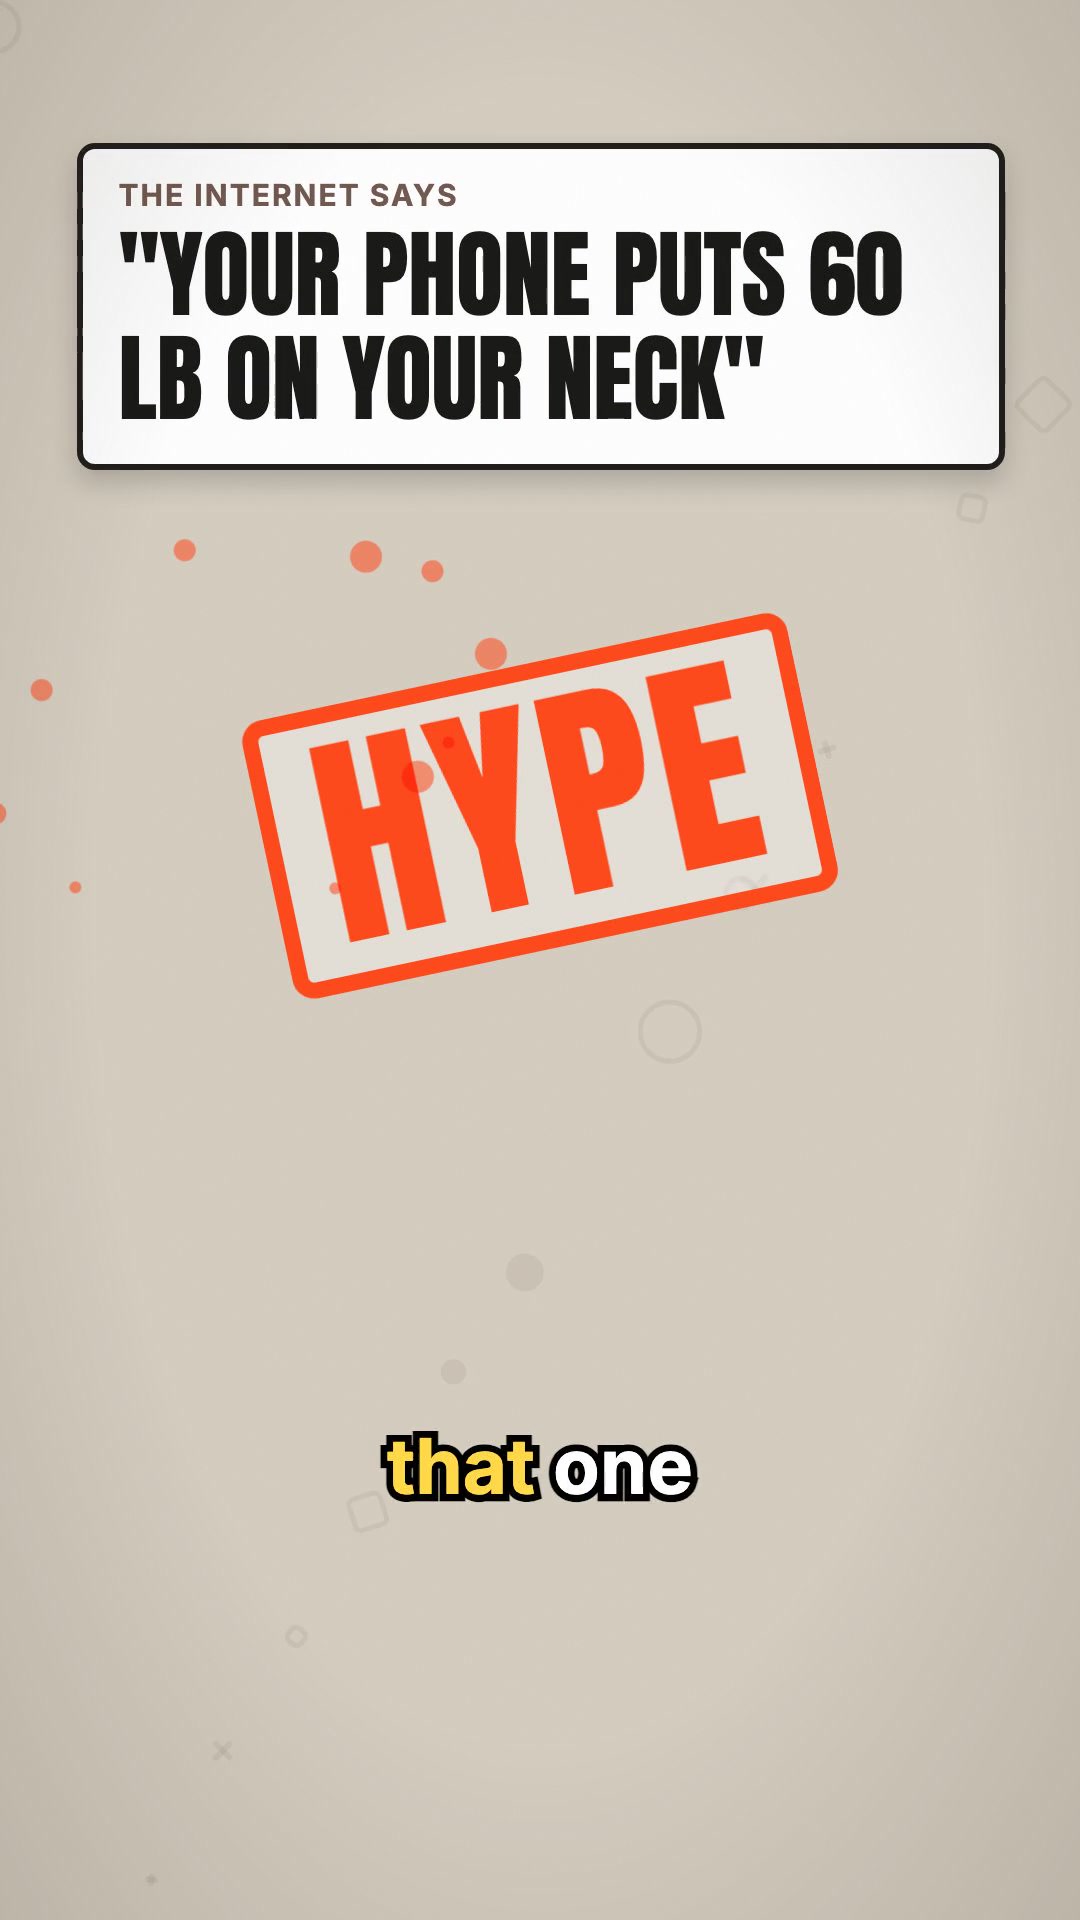 THE INTERNET SAYS
"YOUR PHONE PUTS 60
LB ON YOUR NECK"
HYPE
that one